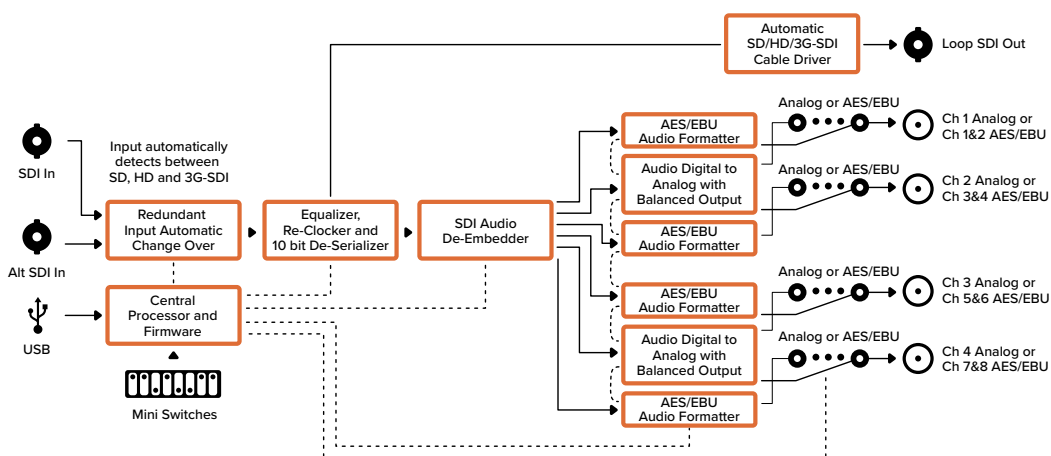 Automatic
SD/HD/3G-SDI
Cable Driver
Loop SDI Out
SDI In
Input automatically
detects between
SD, HD and 3G-SDI
Alt SDI In
Redundant
Input Automatic
Change Over
Equalizer,
Re-Clocker and
10 bit De-Serializer
SDI Audio
De-Embedder
USB
Central
Processor and
Firmware
Mini Switches
AES/EBU
Audio Formatter
Audio Digital to
Analog with
Balanced Output
AES/EBU
Audio Formatter
AES/EBU
Audio Formatter
Audio Digital to
Analog with
Balanced Output
AES/EBU
Audio Formatter
Analog or AES/EBU
Ch 1 Analog or
Ch 1&2 AES/EBU
Analog or AES/EBU
Ch 2 Analog or
Ch 3&4 AES/EBU
Analog or AES/EBU
Ch 3 Analog or
Ch 5&6 AES/EBU
Analog or AES/EBU
Ch 4 Analog or
Ch 7&8 AES/EBU